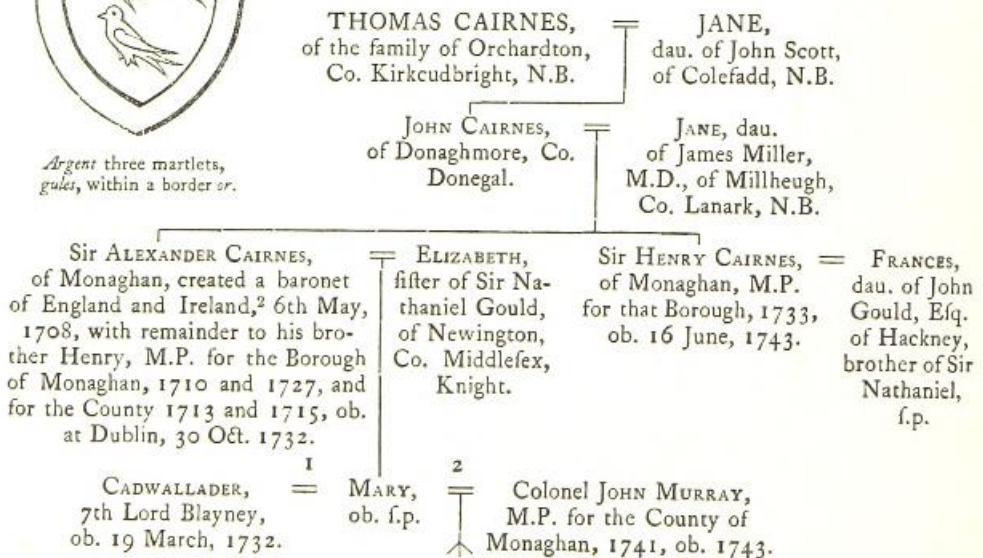 THOMAS CAIRNES,
of the family of Orchardton,
Co. Kirkcudbright, N.B.
JANE,
dau. of John Scott,
of Colefadd, N.B.
Argent three martlets,
gules, within a border or.
JOHN CAIRNES,
of Donaghmore, Co.
Donegal.
JANE, dau.
of James Miller,
M.D., of Millheugh,
Co. Lanark, N.B.
Sir ALEXANDER CAIRNES,
of Monaghan, created a baronet
of England and Ireland,² 6th May,
1708, with remainder to his bro-
ther Henry, M.P. for the Borough
of Monaghan, 1710 and 1727, and
for the County 1713 and 1715, ob.
at Dublin, 30 Oct. 1732.
ELIZABETH,
ſiſter of Sir Na-
thaniel Gould,
of Newington,
Co. Middleſex,
Knight.
Sir HENRY CAIRNES,
of Monaghan, M.P.
for that Borough, 1733,
ob. 16 June, 1743.
FRANCES,
dau. of John
Gould, Eſq.
of Hackney,
brother of Sir
Nathaniel,
ſ.p.
CADWALLADER,
7th Lord Blayney,
ob. 19 March, 1732.
1
MARY,
ob. ſ.p.
2
Colonel JOHN MURRAY,
M.P. for the County of
Monaghan, 1741, ob. 1743.